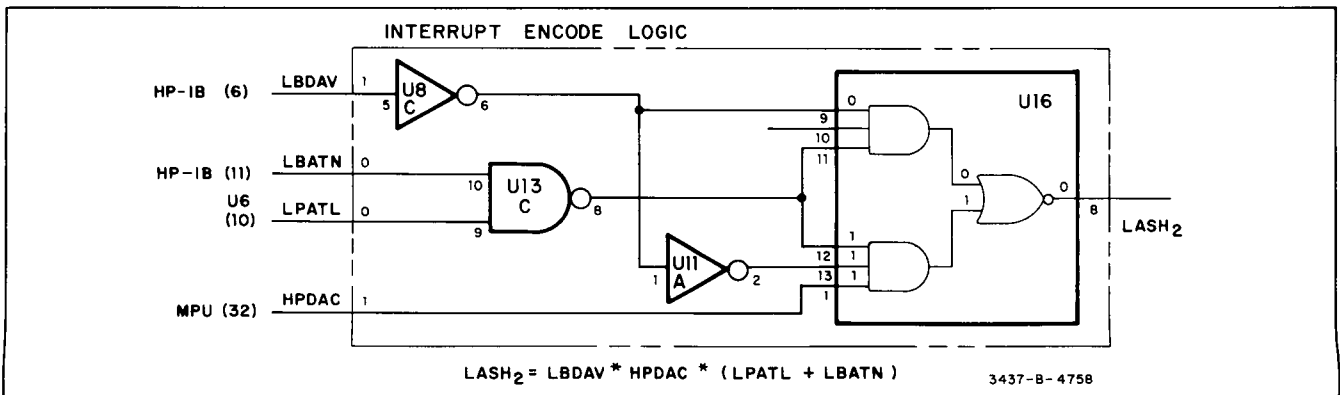 INTERRUPT ENCODE LOGIC
HP-IB (6) LBDAV 1
5 U8 C 6
HP-IB (11) LBATN 0
10 U13 C 8
U6 (10) LPATL 0
9
1 U11 A 2
MPU (32) HPDAC 1
U16
0
9
10
11
1
12 1
13 1
1
0
1
0
8
LASH2
LASH2 = LBDAV * HPDAC * (LPATL + LBATN)
3437-B-4758